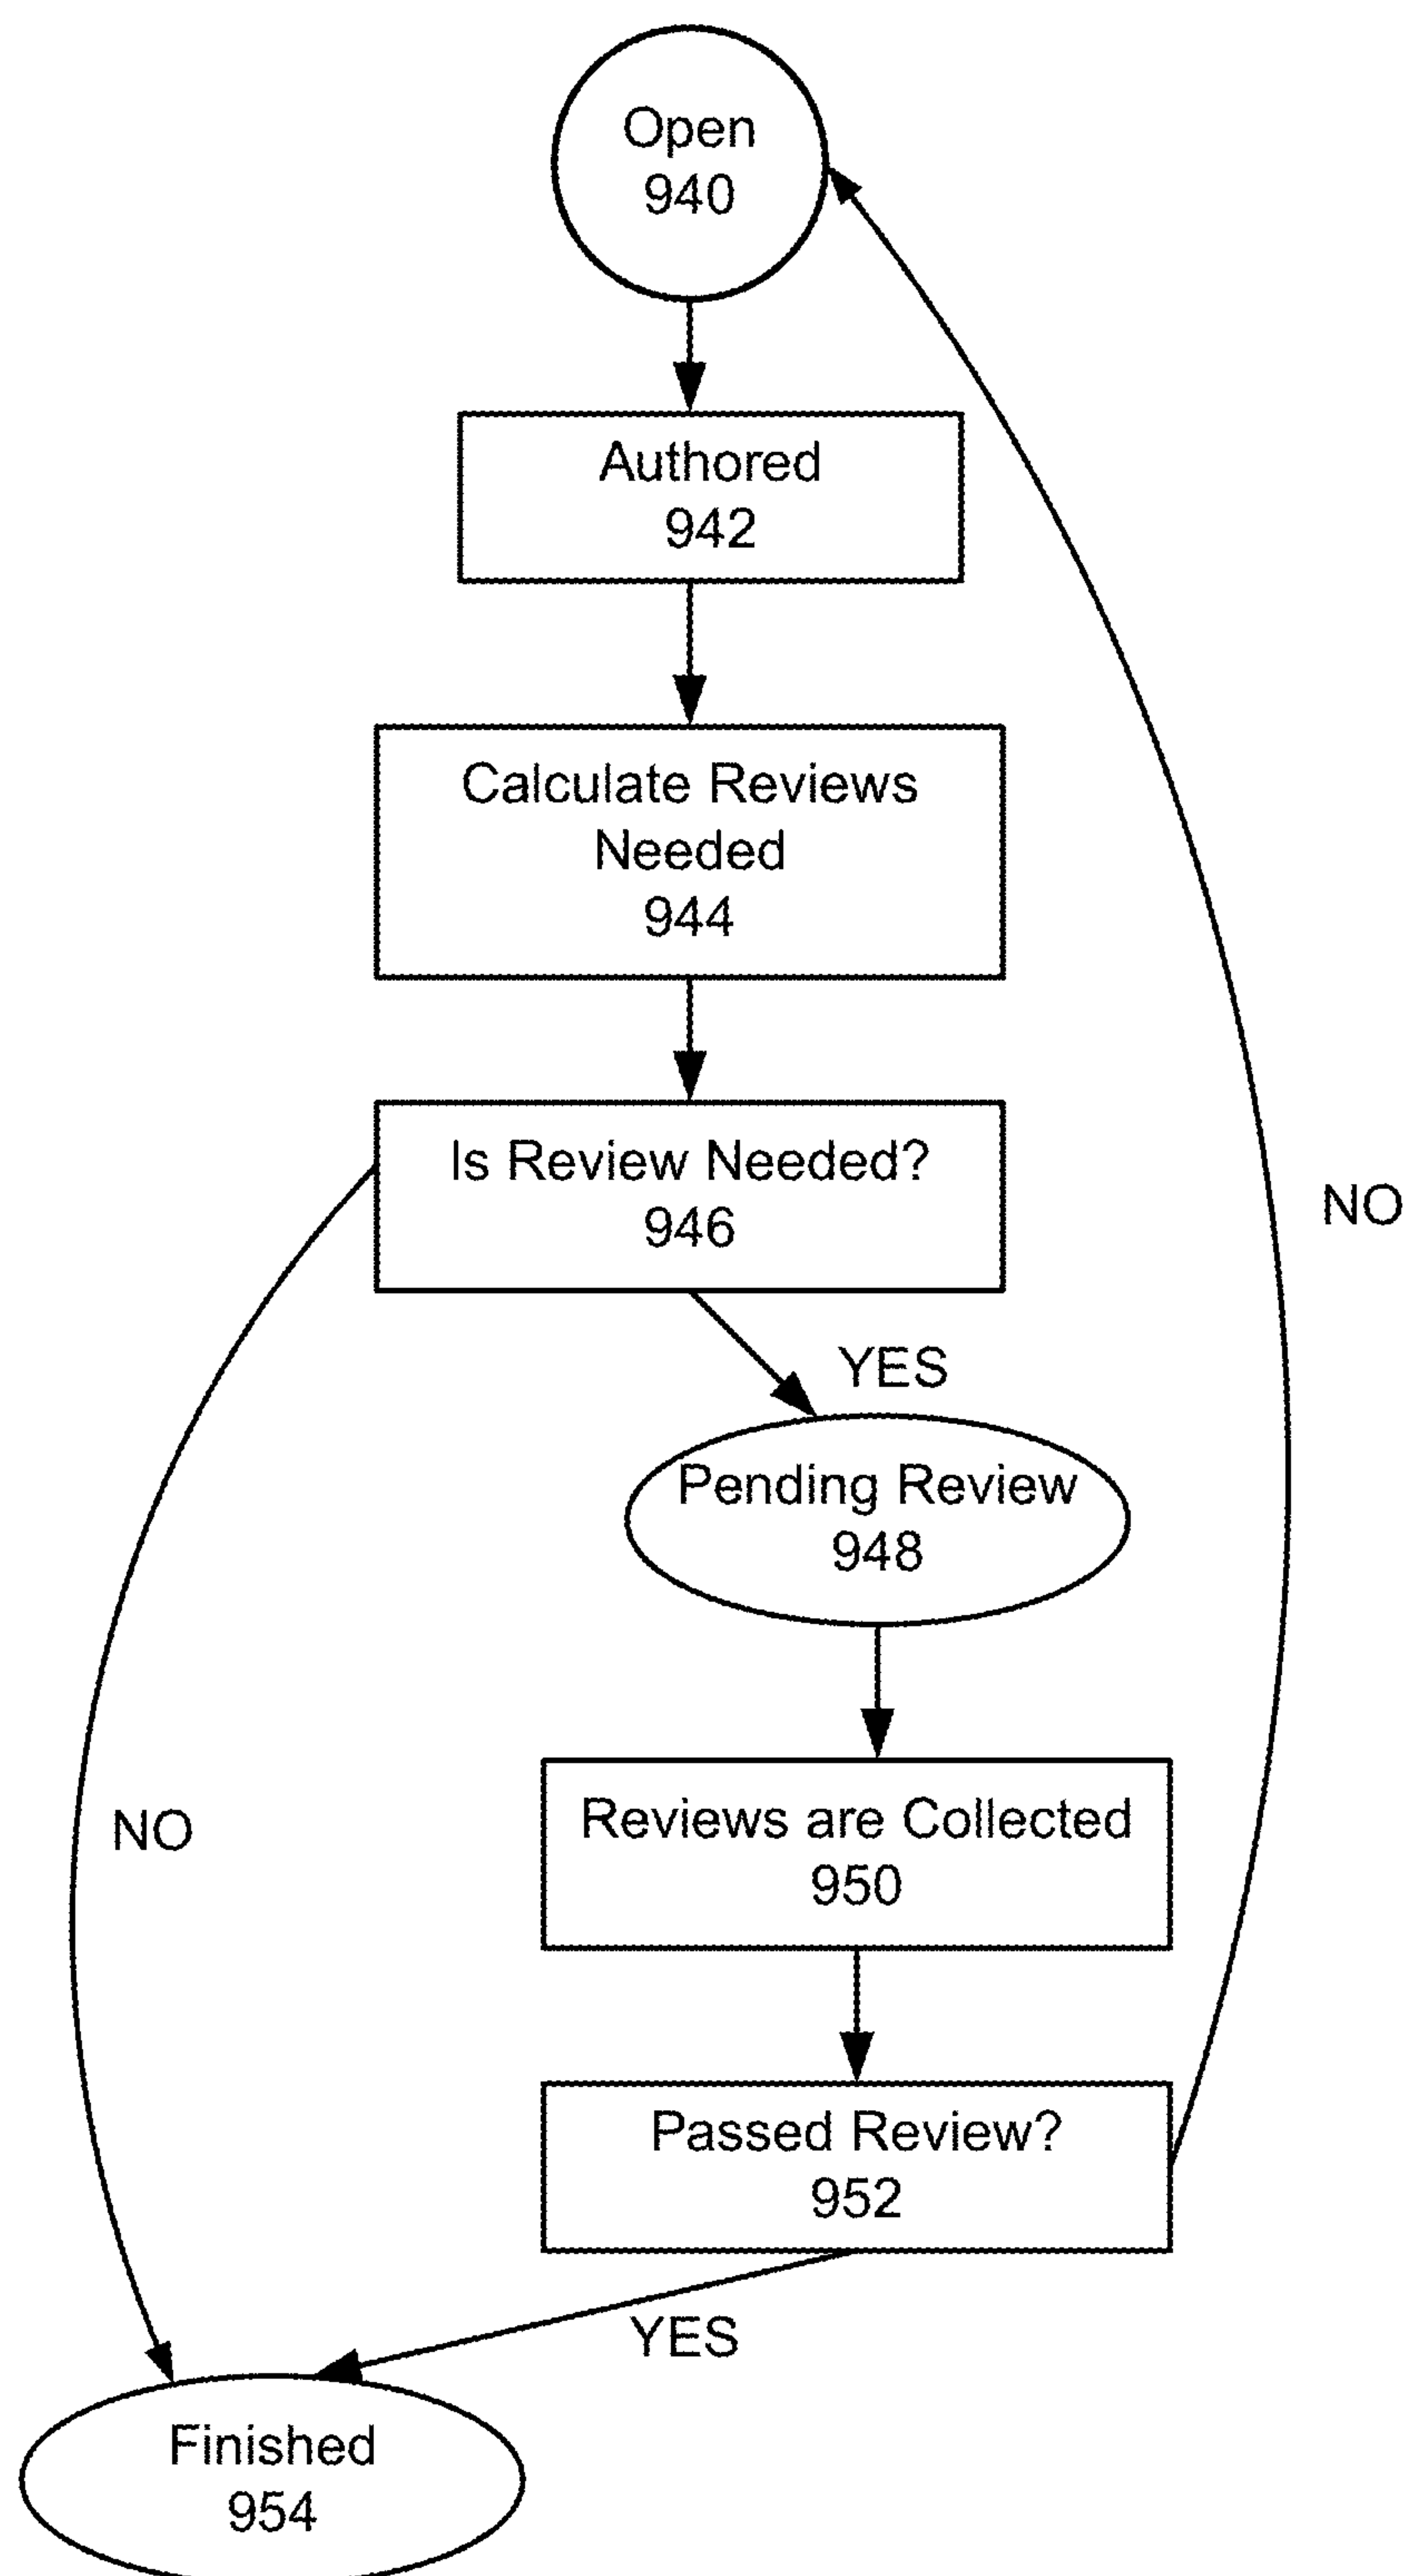 Open
940
Authored
942
Calculate Reviews
Needed
944
Is Review Needed?
946
NO
YES
Pending Review
948
Reviews are Collected
950
NO
Passed Review?
952
YES
Finished
954